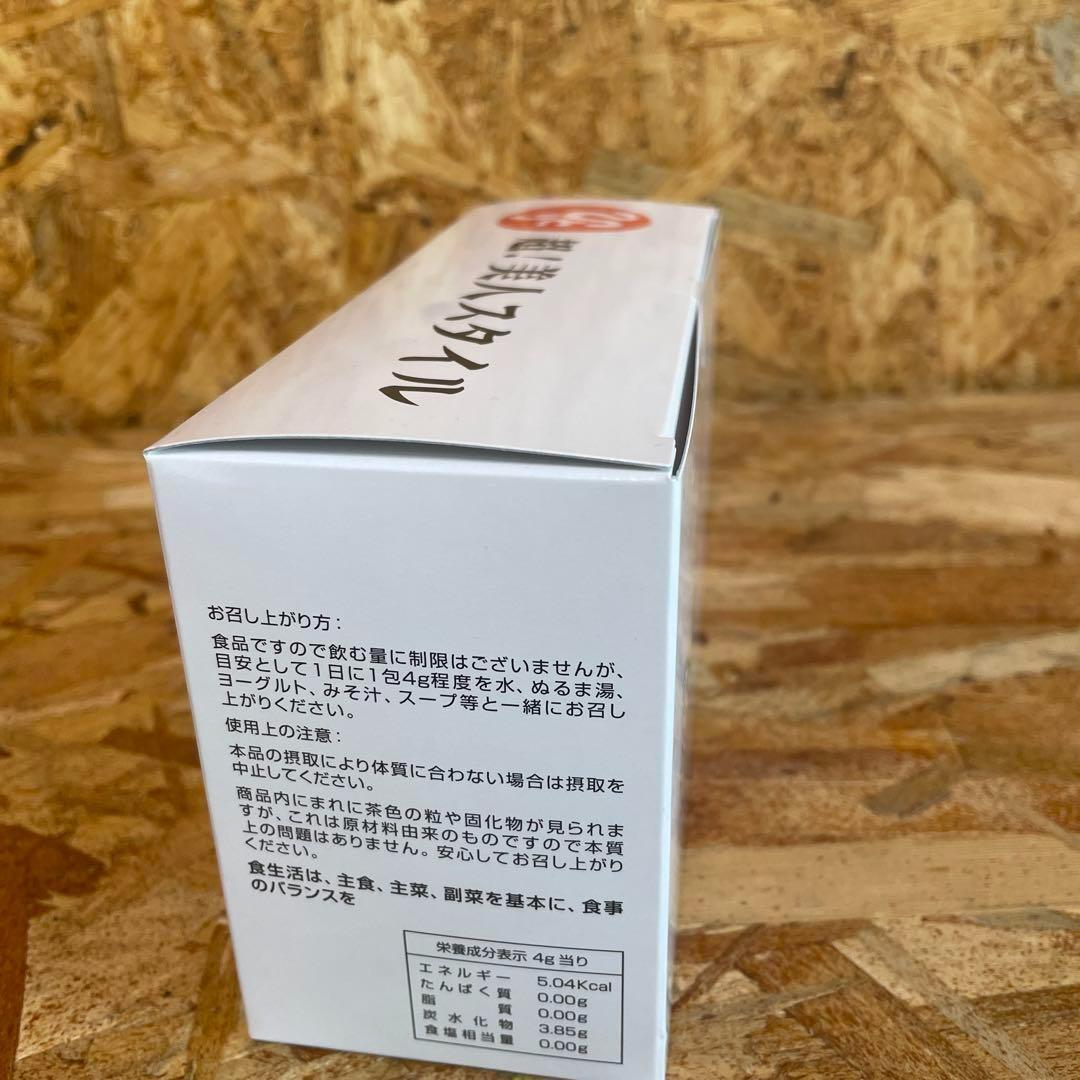 超！美人スタイル
お召し上がり方：
食品ですので飲む量に制限はございませんが、
目安として1日に1包4g程度を水、ぬるま湯、
ヨーグルト、みそ汁、スープ等と一緒にお召し
上がりください。
使用上の注意：
本品の摂取により体質に合わない場合は摂取を
中止してください。
商品内にまれに茶色の粒や固化物が見られま
すが、これは原材料由来のものですので本質
上の問題はありません。安心してお召し上がり
ください。
食生活は、主食、主菜、副菜を基本に、食事
のバランスを
栄養成分表示 4g当り
エネルギー 5.04Kcal
たんぱく質 0.00g
脂質 0.00g
炭水化物 3.85g
食塩相当量 0.00g